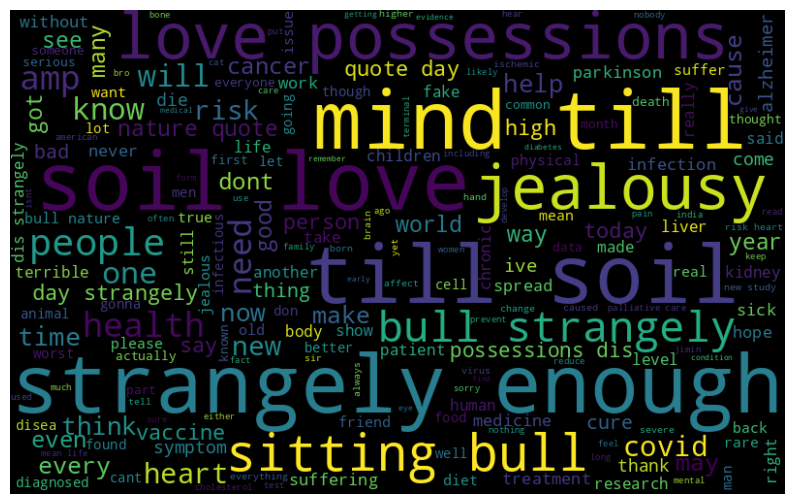 love possessions
mind till
soil love
jealousy
till soil
bull strangely
strangely enough
sitting bull
bone
getting
higher
evidence
hear
nobody
without
see
someone
serious
many
put
issue
cat
bro
care
likely
everyone
medical
amp
will
cancer
quote day
cause
parkinson
suffer
ischemic
alzheimer
want
die
work
going
help
though
fake
common
death
really
give
got
know
risk
lot
american
nature quote
terminal
high
month
thought
said
bad
never
life
remember
including
diabetes
children
physical
infection
come
dis strangely
dont
first
let
form
isnt
men
use
hand
develop
mean
pain
india
read
risk heart
bull nature
often
true
need
good
person
world
ago
brain
way
today
liver
data
keep
people
still
jealous
infectious
take
family
born
yet
women
chronic
year
terrible
one
another
early
affect
cell
ive
spread
made
real
kidney
new study
day strangely
thing
animal
gonna
now
don
make
change
caused
palliative care
sick
time
health
known
old
body
show
prevent
hope
worst
please
say
new
better
patient
possessions dis
level
jimin
actually
fact
sir
virus
reduce
condition
used
much
part
tell
always
sorry
find
human
disea
think
vaccine
either
friend
food
medicine
cure
back
even
found
sure
eye
nothing
severe
rare
right
every
symptom
mean life
heart
well
feel
long
covid
man
diagnosed
cant
everything
test
cholesterol
suffering
diet
treatment
thank
may
research
mental